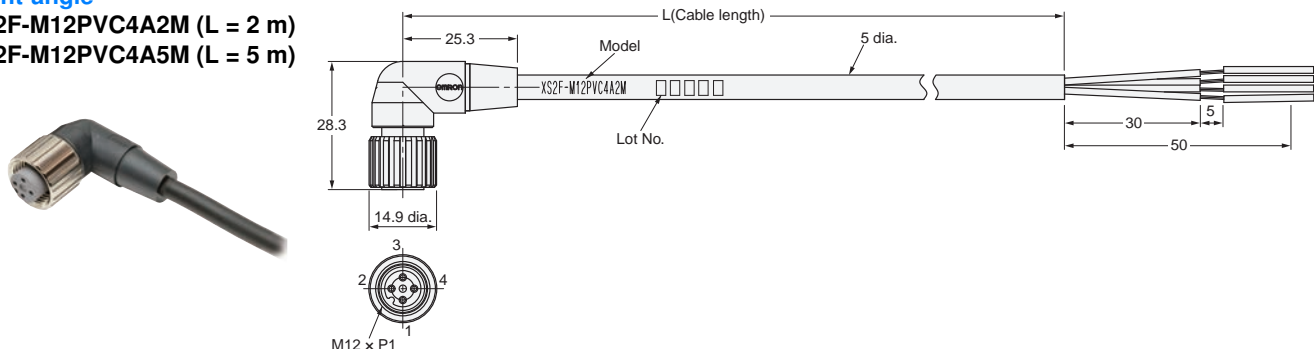 2F-M12PVC4A2M (L = 2 m)
2F-M12PVC4A5M (L = 5 m)
L(Cable length)
25.3
Model
5 dia.
OMRON
XS2F-M12PVC4A2M
Lot No.
28.3
14.9 dia.
30
5
50
3
2
4
1
M12 × P1